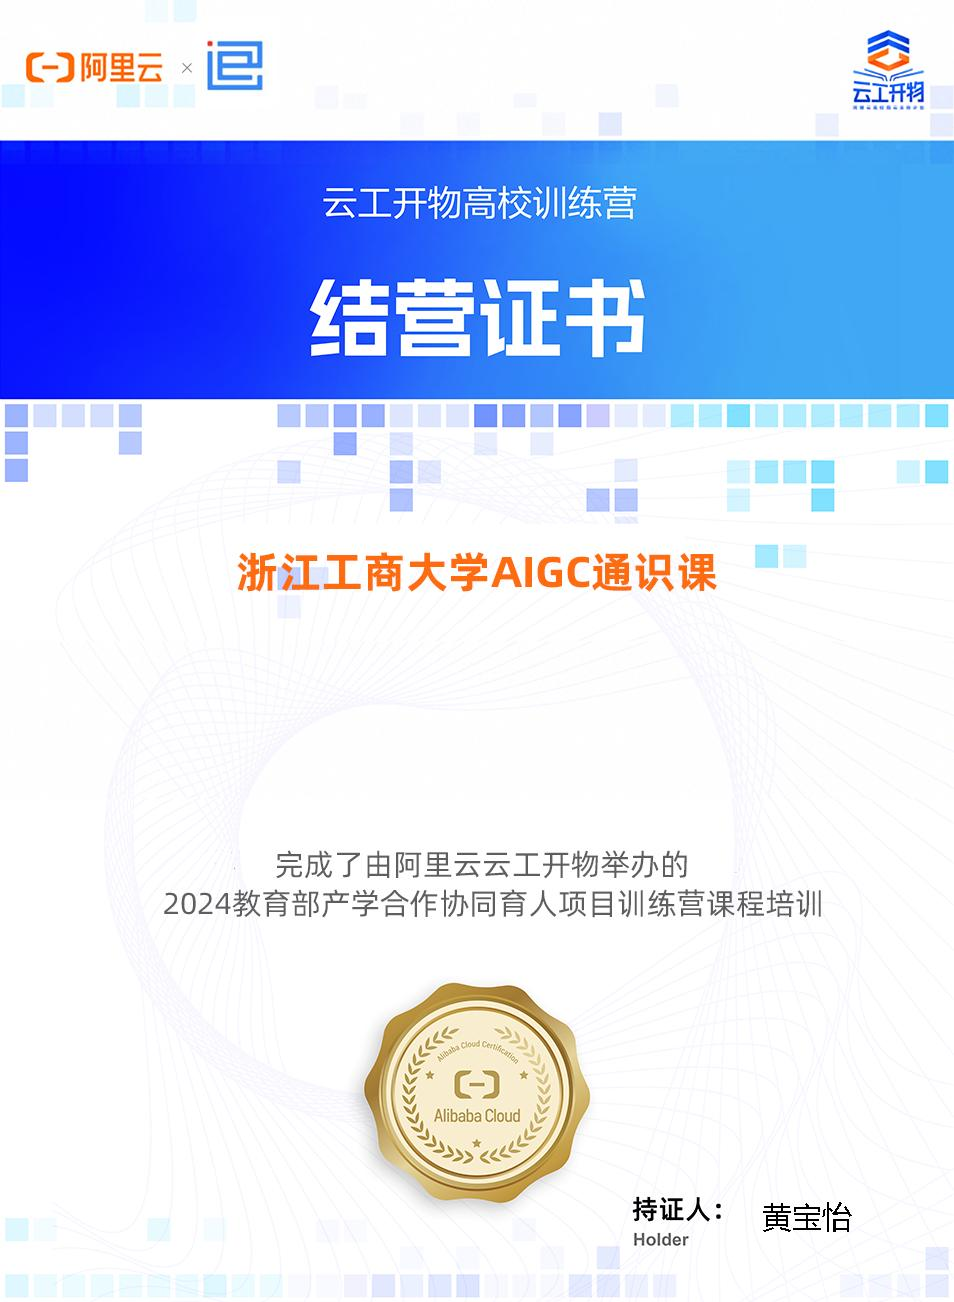 阿里云 ×
云工开物
云工开物高校训练营
结营证书
浙江工商大学AIGC通识课
完成了由阿里云云工开物举办的
2024教育部产学合作协同育人项目训练营课程培训
Alibaba Cloud Certification
Alibaba Cloud
持证人： 黄宝怡
Holder